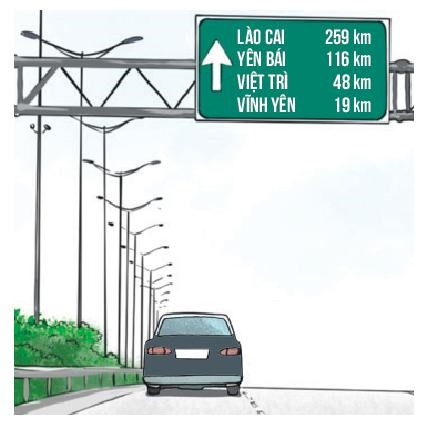 LÀO CAI 259 km
YÊN BÁI 116 km
VIỆT TRÌ 48 km
VĨNH YÊN 19 km